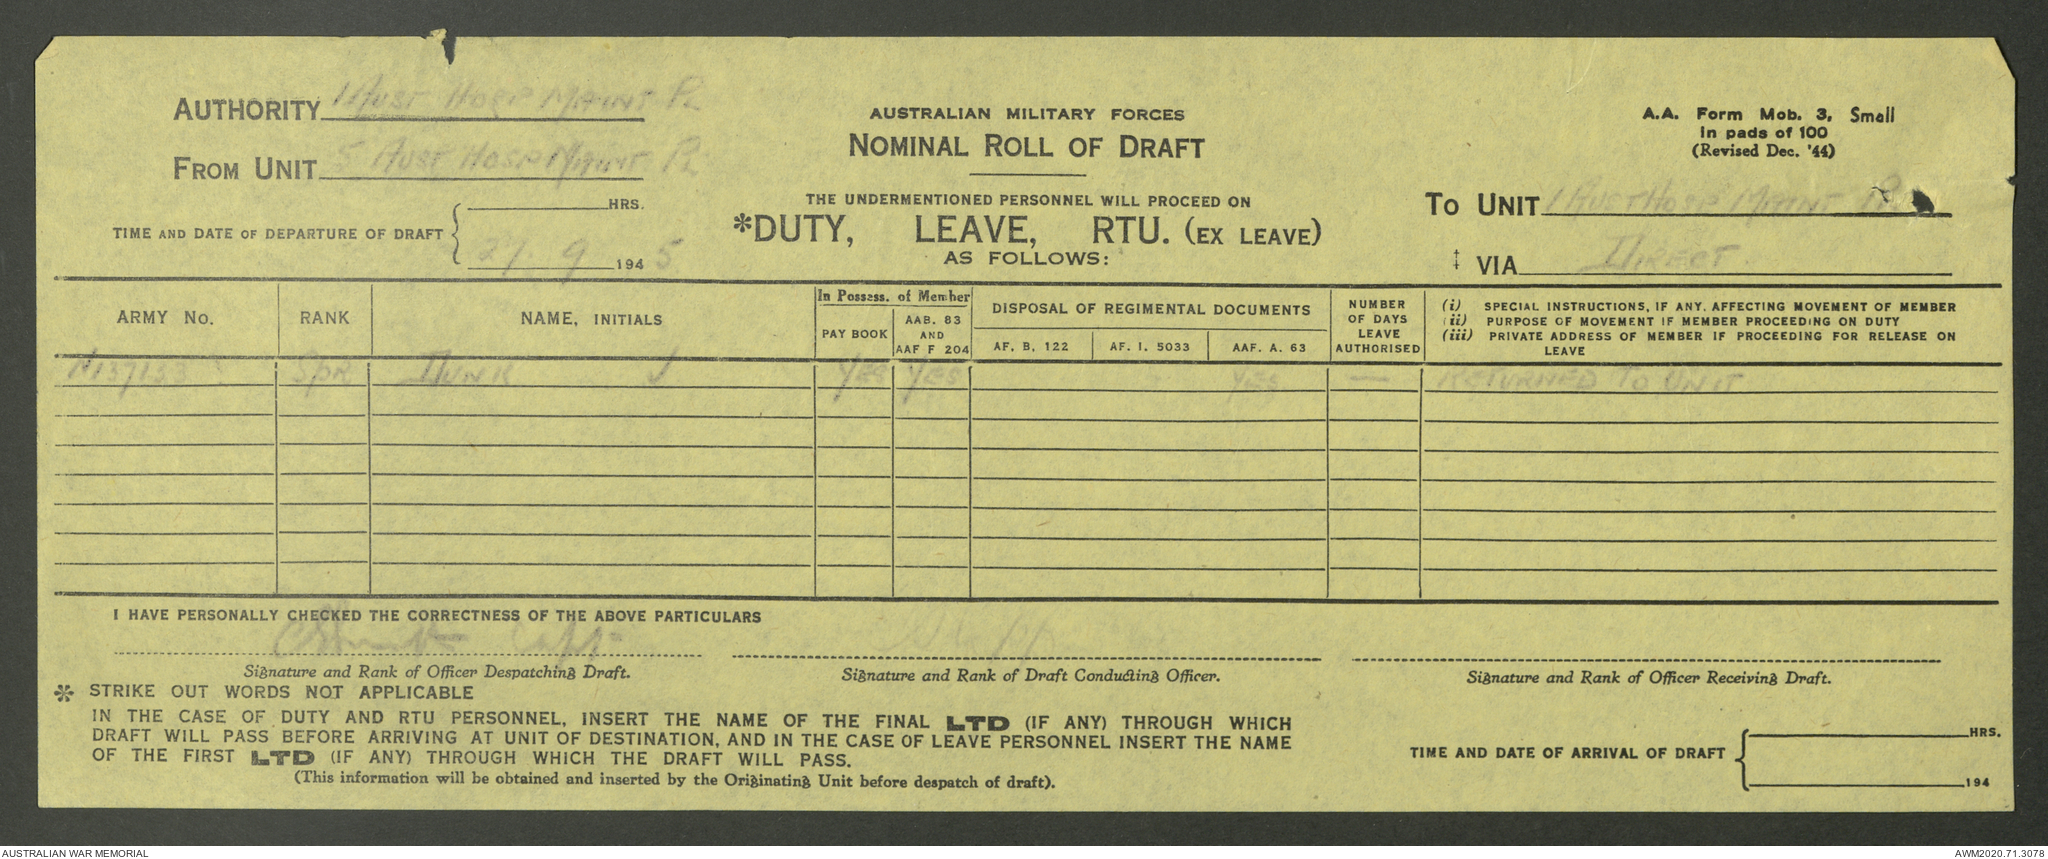 AUTHORITY 1 AUST HOSP MAINT PL
FROM UNIT 5 AUST HOSP MAINT PL
TIME AND DATE OF DEPARTURE OF DRAFT { HRS.
27. 9 194 5
AUSTRALIAN MILITARY FORCES
NOMINAL ROLL OF DRAFT
THE UNDERMENTIONED PERSONNEL WILL PROCEED ON
*DUTY, LEAVE, RTU. (EX LEAVE)
AS FOLLOWS:
A.A. Form Mob. 3, Small
In pads of 100
(Revised Dec. '44)
TO UNIT 1 AUST HOSP MAINT PL
‡ VIA DIRECT.
ARMY No.
RANK
NAME, INITIALS
In Possess. of Member
PAY BOOK
AAB. 83
AND
AAF F 204
DISPOSAL OF REGIMENTAL DOCUMENTS
AF. B, 122
AF. I. 5033
AAF. A. 63
NUMBER
OF DAYS
LEAVE
AUTHORISED
(i) SPECIAL INSTRUCTIONS, IF ANY. AFFECTING MOVEMENT OF MEMBER
(ii) PURPOSE OF MOVEMENT IF MEMBER PROCEEDING ON DUTY
(iii) PRIVATE ADDRESS OF MEMBER IF PROCEEDING FOR RELEASE ON
LEAVE
N137133 SPR DUNK J YES YES YES — RETURNED TO UNIT
I HAVE PERSONALLY CHECKED THE CORRECTNESS OF THE ABOVE PARTICULARS
Capt
Signature and Rank of Officer Despatching Draft.
Signature and Rank of Draft Conducting Officer.
Signature and Rank of Officer Receiving Draft.
* STRIKE OUT WORDS NOT APPLICABLE
IN THE CASE OF DUTY AND RTU PERSONNEL, INSERT THE NAME OF THE FINAL LTD (IF ANY) THROUGH WHICH
DRAFT WILL PASS BEFORE ARRIVING AT UNIT OF DESTINATION, AND IN THE CASE OF LEAVE PERSONNEL INSERT THE NAME
OF THE FIRST LTD (IF ANY) THROUGH WHICH THE DRAFT WILL PASS.
(This information will be obtained and inserted by the Originating Unit before despatch of draft).
TIME AND DATE OF ARRIVAL OF DRAFT { HRS.
194
AUSTRALIAN WAR MEMORIAL
AWM2020.71.3078